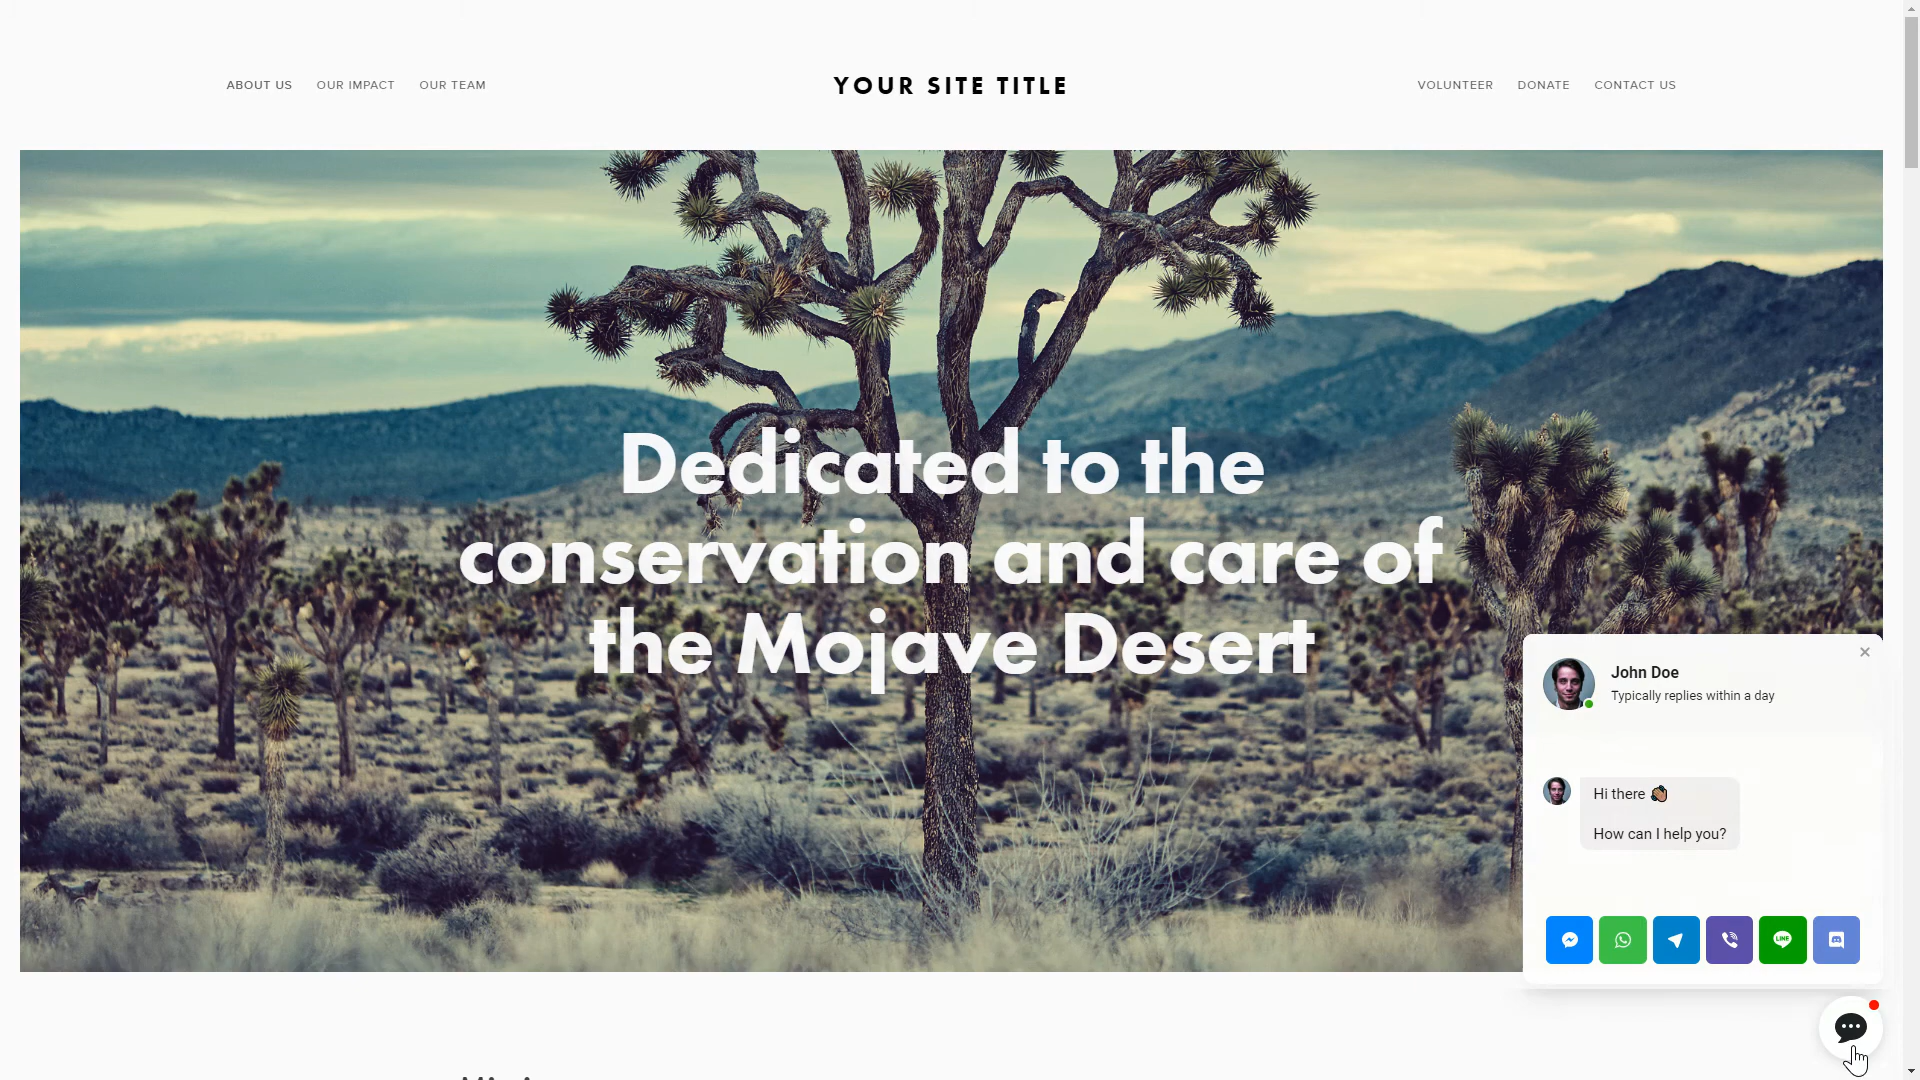 ABOUT US OUR IMPACT OUR TEAM YOUR SITE TITLE VOLUNTEER DONATE CONTACT US
Dedicated to the
conservation and care of
the Mojave Desert
John Doe
Typically replies within a day
Hi there 👋
How can I help you?
LINE